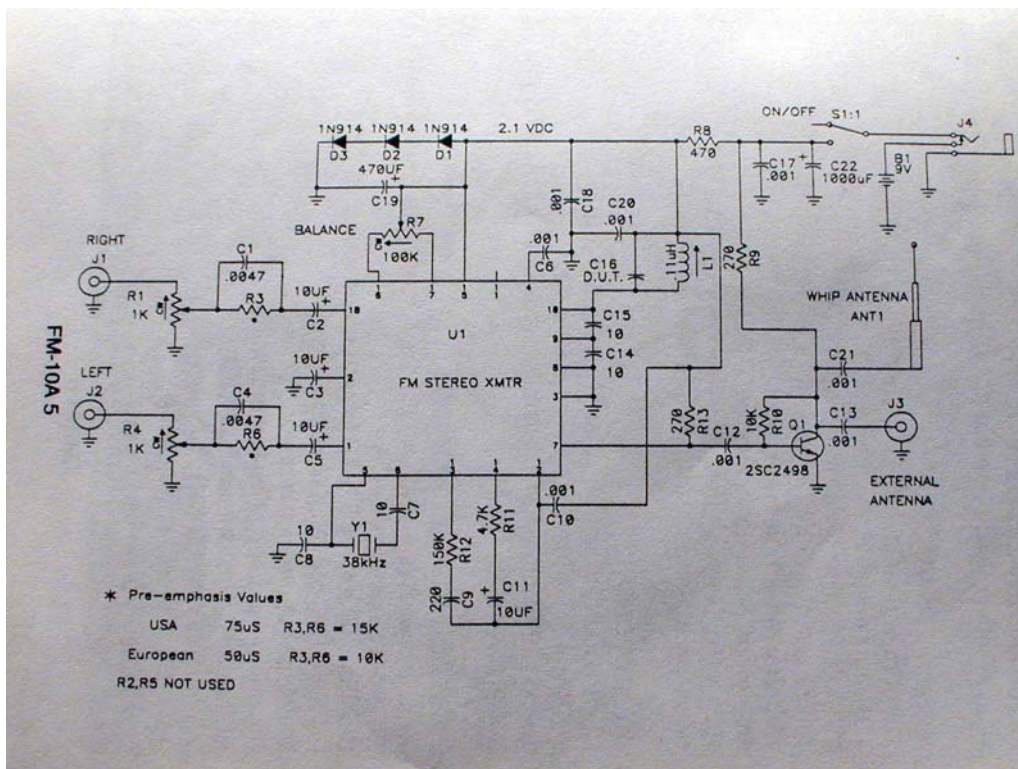 ON/OFF S1:1
J4
1N914 1N914 1N914
D3 D2 D1
2.1 VDC
R8
470
C17
.001
+
C22
1000uF
B1
9V
470UF
+
C19
.001
C18
C20
.001
BALANCE
R7
CW
100K
.001
C6
C16
D.U.T.
.11uH
L1
270
R9
RIGHT
J1
C1
.0047
R1
1K
CW
R3
*
10UF
+
C2
WHIP ANTENNA
ANT1
C15
10
C14
10
C21
.001
U1
FM STEREO XMTR
10UF
+
C3
LEFT
J2
C4
.0047
R4
1K
CW
R6
*
10UF
+
C5
270
R13
C12
.001
10K
R10
Q1
2SC2498
C13
.001
J3
EXTERNAL
ANTENNA
10
C8
Y1
38kHz
10
C7
150K
R12
4.7K
R11
.001
C10
220
C9
+
C11
10UF
* Pre-emphasis Values
USA 75uS R3,R6 = 15K
European 50uS R3,R6 = 10K
R2,R5 NOT USED
FM-10A 5